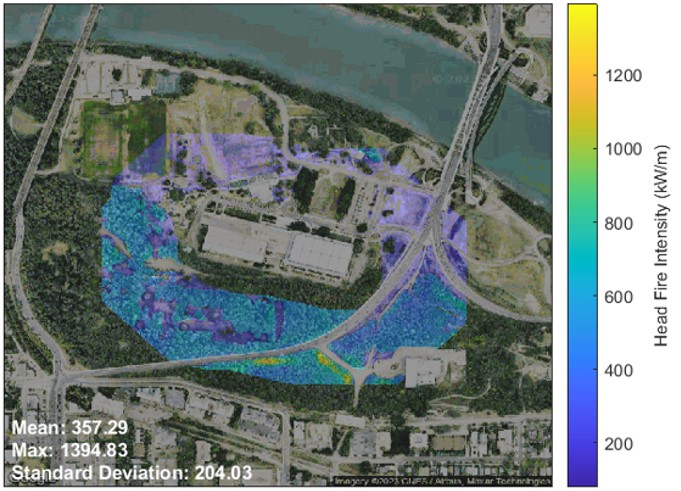 Mean: 357.29
Max: 1394.83
Standard Deviation: 204.03
Imagery ©2023 CNES / Airbus, Maxar Technologies
1200
1000
800
600
400
200
Head Fire Intensity (kW/m)